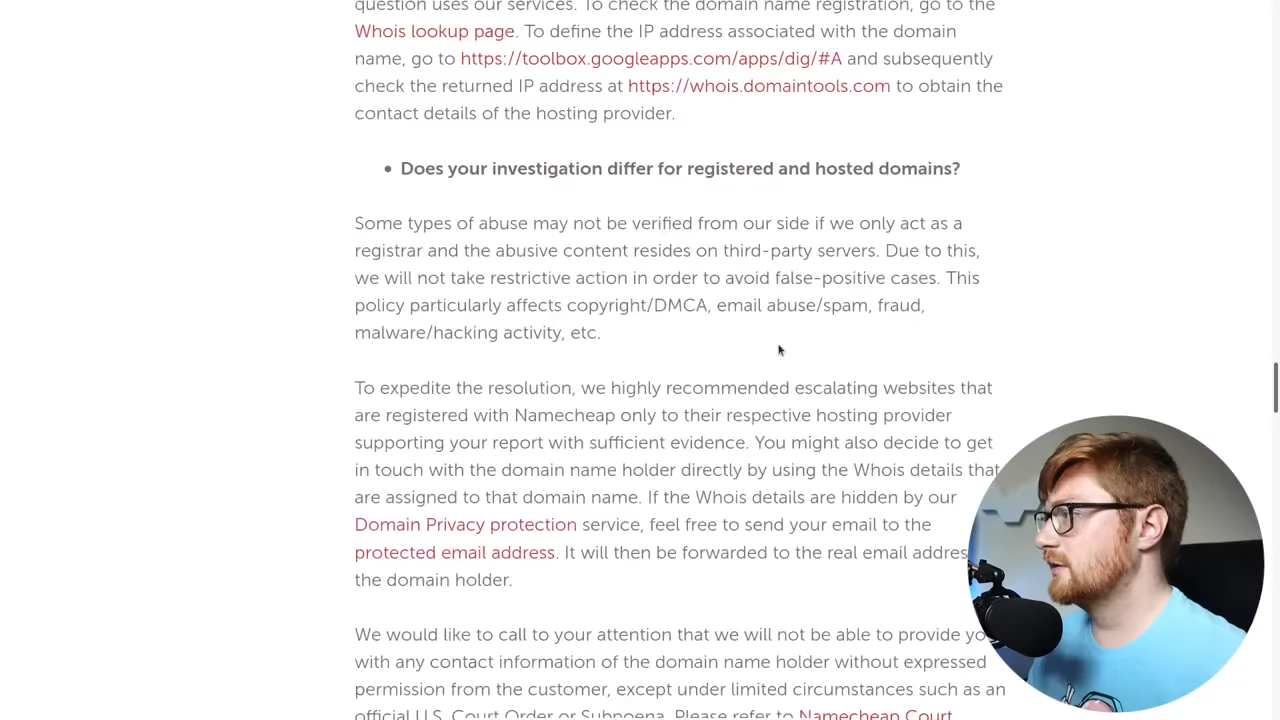 question uses our services. To check the domain name registration, go to the
Whois lookup page. To define the IP address associated with the domain
name, go to https://toolbox.googleapps.com/apps/dig/#A and subsequently
check the returned IP address at https://whois.domaintools.com to obtain the
contact details of the hosting provider.
• Does your investigation differ for registered and hosted domains?
Some types of abuse may not be verified from our side if we only act as a
registrar and the abusive content resides on third-party servers. Due to this,
we will not take restrictive action in order to avoid false-positive cases. This
policy particularly affects copyright/DMCA, email abuse/spam, fraud,
malware/hacking activity, etc.
To expedite the resolution, we highly recommended escalating websites that
are registered with Namecheap only to their respective hosting provider
supporting your report with sufficient evidence. You might also decide to get
in touch with the domain name holder directly by using the Whois details that
are assigned to that domain name. If the Whois details are hidden by our
Domain Privacy protection service, feel free to send your email to the
protected email address. It will then be forwarded to the real email addres
the domain holder.
We would like to call to your attention that we will not be able to provide yo
with any contact information of the domain name holder without expressed
permission from the customer, except under limited circumstances such as an
official U.S. Court Order or Subpoena. Please refer to Namecheap Court